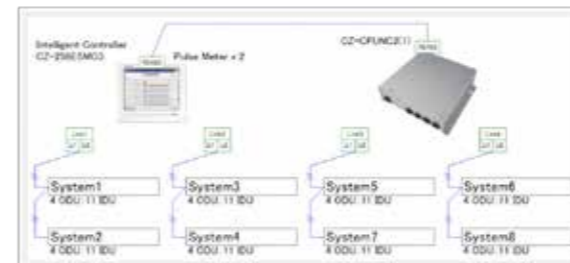 Intelligent Controller
CZ-256ESMC3
Pulse Meter × 2
CZ-CFUNC2(1)
System1
4 ODU: 11 IDU
System3
4 ODU: 11 IDU
System5
4 ODU: 11 IDU
System6
4 ODU: 11 IDU
System2
4 ODU: 11 IDU
System4
4 ODU: 11 IDU
System7
4 ODU: 11 IDU
System8
4 ODU: 11 IDU